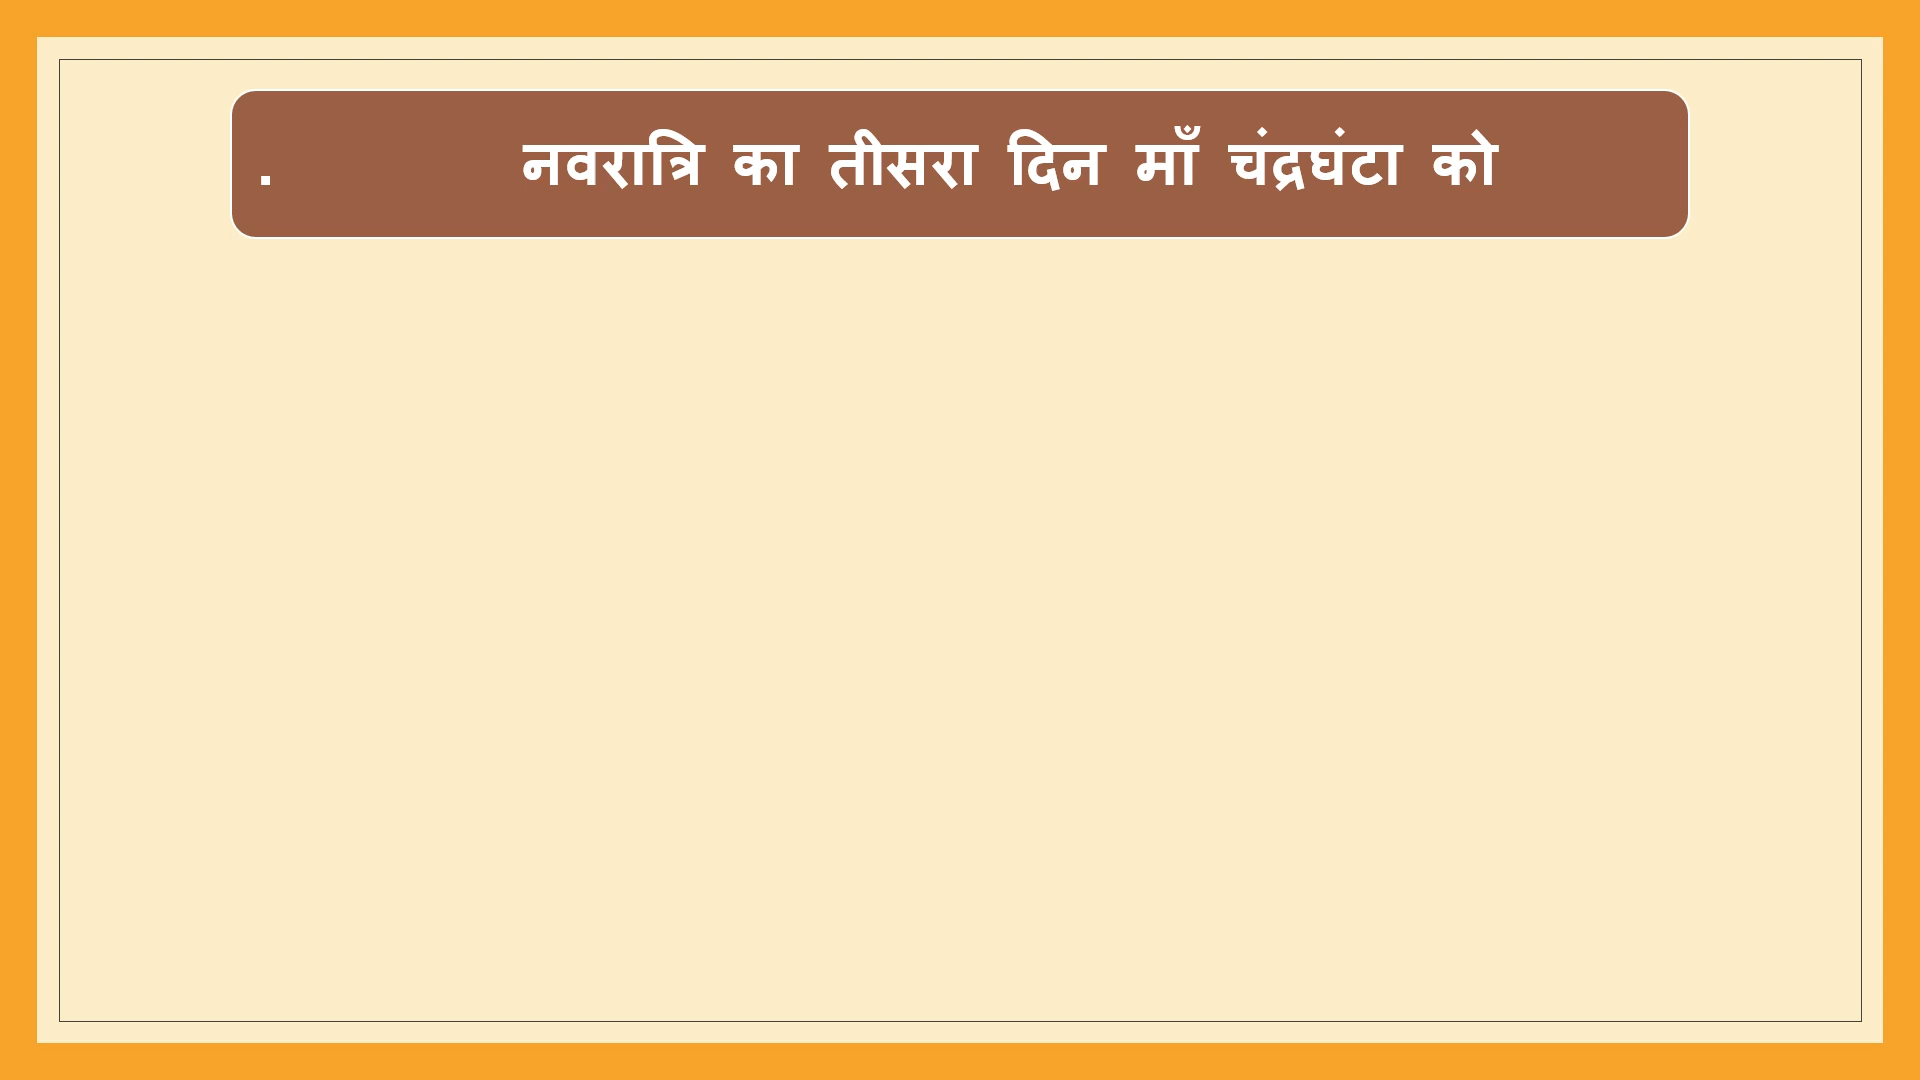 . नवरात्रि का तीसरा दिन माँ चंद्रघंटा को